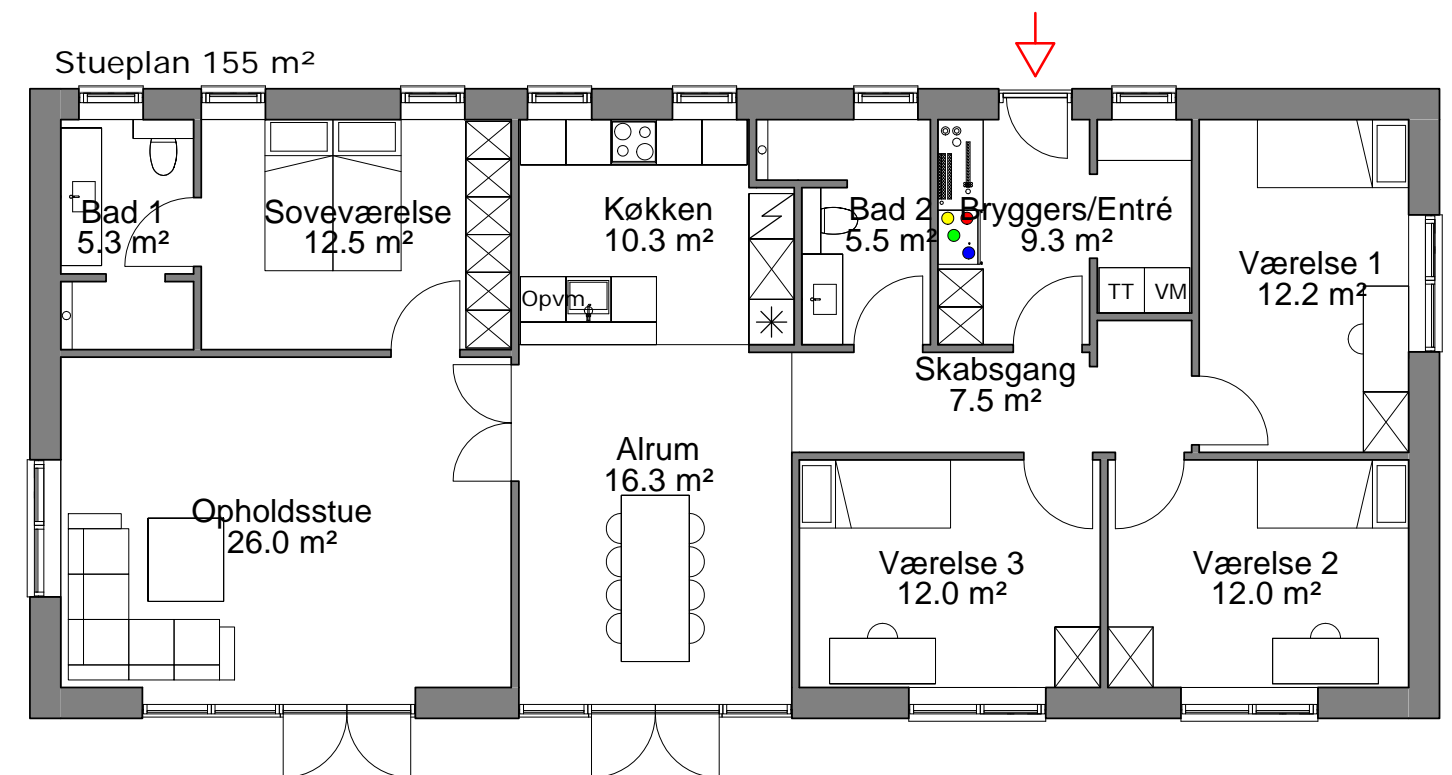 Stueplan 155 m²
Bad 1
5.3 m²
Soveværelse
12.5 m²
Køkken
10.3 m²
Bad 2
5.5 m²
Bryggers/Entré
9.3 m²
Værelse 1
12.2 m²
Opvm.
TT
VM
Skabsgang
7.5 m²
Alrum
16.3 m²
Opholdsstue
26.0 m²
Værelse 3
12.0 m²
Værelse 2
12.0 m²